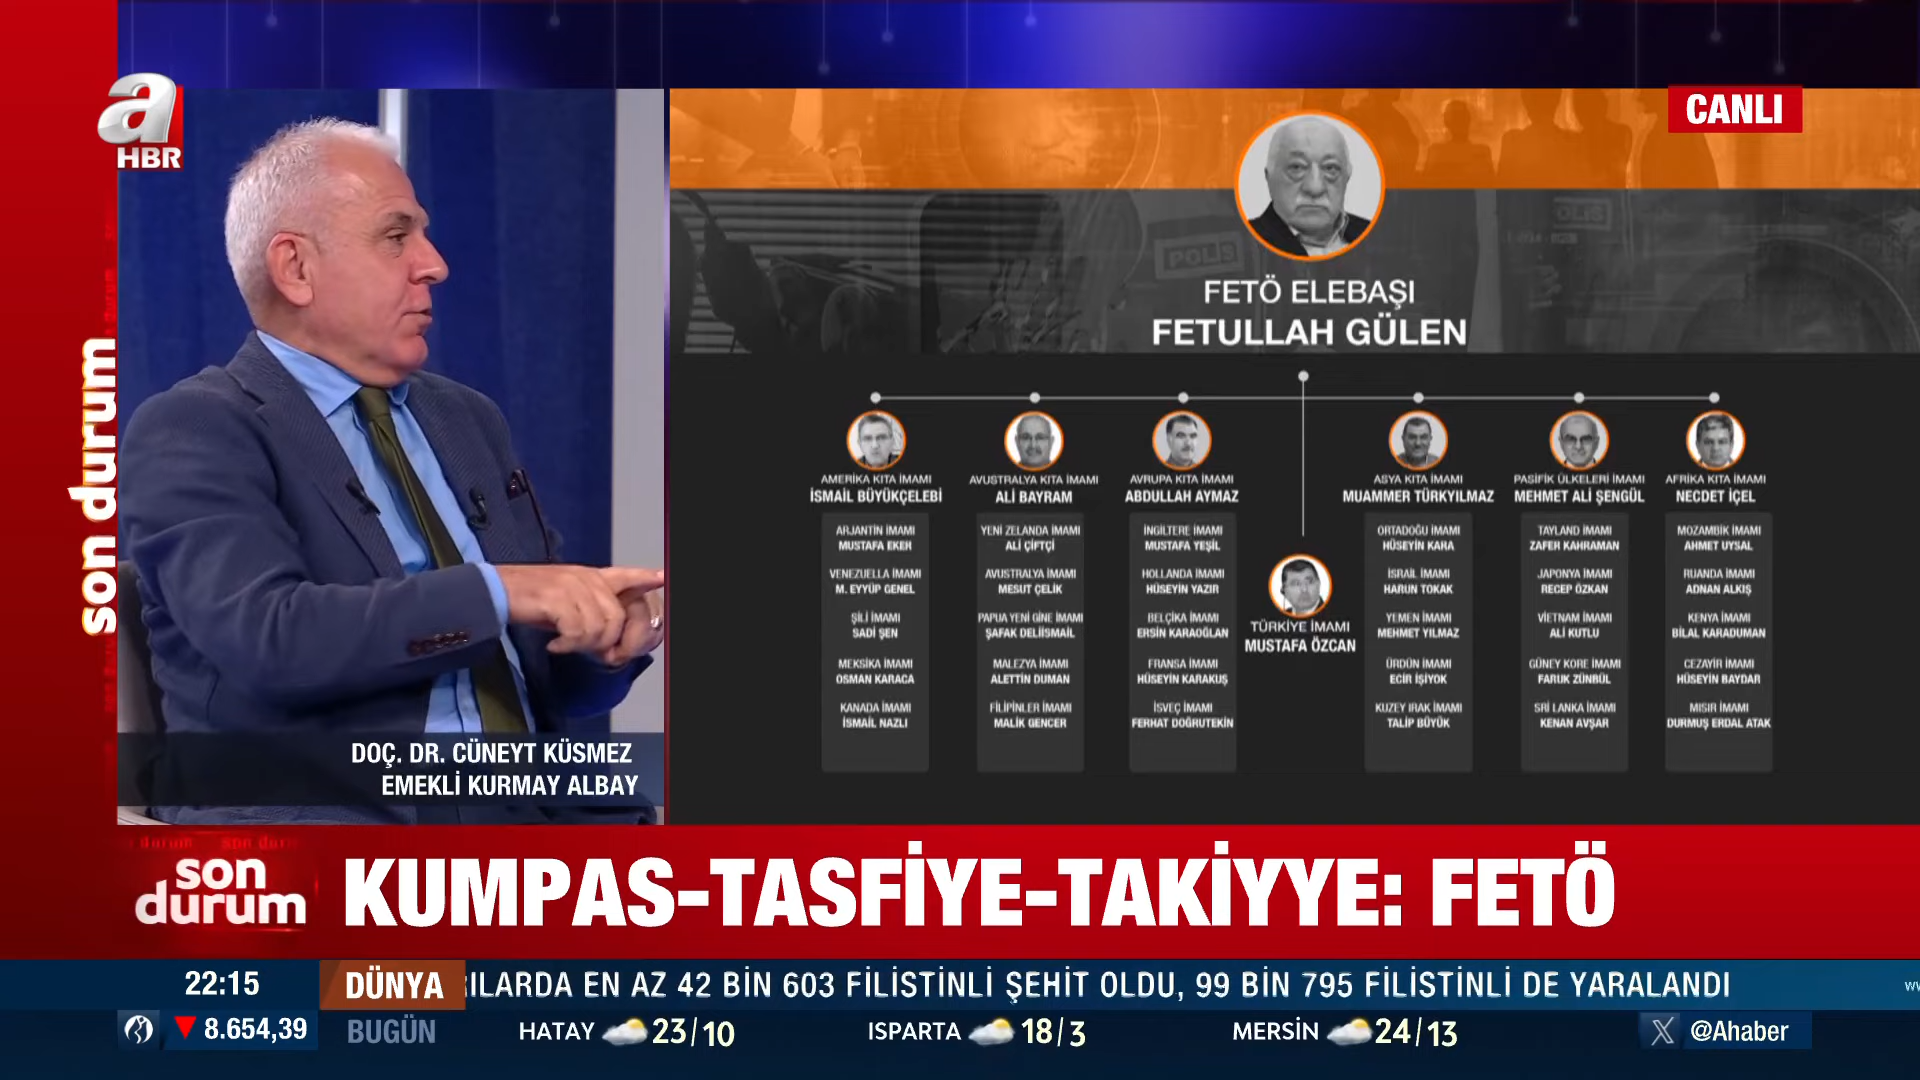 a
HBR
CANLI
son durum
FETÖ ELEBAŞI
FETULLAH GÜLEN
AMERİKA KITA İMAMI
İSMAİL BÜYÜKÇELEBİ
ARJANTİN İMAMI
MUSTAFA EKER
VENEZUELLA İMAMI
M. EYYÜP GENEL
ŞİLİ İMAMI
SADİ ŞEN
MEKSİKA İMAMI
OSMAN KARACA
KANADA İMAMI
İSMAİL NAZLI
AVUSTRALYA KITA İMAMI
ALİ BAYRAM
YENİ ZELANDA İMAMI
ALİ ÇİFTÇİ
AVUSTRALYA İMAMI
MESUT ÇELİK
PAPUA YENİ GİNE İMAMI
ŞAFAK DELİİSMAİL
MALEZYA İMAMI
ALETTİN DUMAN
FİLİPİNLER İMAMI
MALİK GENCER
AVRUPA KITA İMAMI
ABDULLAH AYMAZ
İNGİLTERE İMAMI
MUSTAFA YEŞİL
HOLLANDA İMAMI
HÜSEYİN YAZIR
BELÇİKA İMAMI
ERSİN KARAOĞLAN
FRANSA İMAMI
HÜSEYİN KARAKUŞ
İSVEÇ İMAMI
FERHAT DOĞRUTEKİN
TÜRKİYE İMAMI
MUSTAFA ÖZCAN
ASYA KITA İMAMI
MUAMMER TÜRKYILMAZ
ORTADOĞU İMAMI
HÜSEYİN KARA
İSRAİL İMAMI
HARUN TOKAK
YEMEN İMAMI
MEHMET YILMAZ
ÜRDÜN İMAMI
ECİR İŞİYOK
KUZEY IRAK İMAMI
TALİP BÜYÜK
PASİFİK ÜLKELERİ İMAMI
MEHMET ALİ ŞENGÜL
TAYLAND İMAMI
ZAFER KAHRAMAN
JAPONYA İMAMI
RECEP ÖZKAN
VİETNAM İMAMI
ALİ KUTLU
GÜNEY KORE İMAMI
FARUK ZÜNBÜL
SRİ LANKA İMAMI
KENAN AVŞAR
AFRİKA KITA İMAMI
NECDET İÇEL
MOZAMBİK İMAMI
AHMET UYSAL
RUANDA İMAMI
ADNAN ALKIŞ
KENYA İMAMI
BİLAL KARADUMAN
CEZAYİR İMAMI
HÜSEYİN BAYDAR
MISIR İMAMI
DURMUŞ ERDAL ATAK
POLİS
DOÇ. DR. CÜNEYT KÜSMEZ
EMEKLİ KURMAY ALBAY
son
durum
KUMPAS-TASFİYE-TAKİYYE: FETÖ
22:15
DÜNYA
ILARDA EN AZ 42 BİN 603 FİLİSTİNLİ ŞEHİT OLDU, 99 BİN 795 FİLİSTİNLİ DE YARALANDI
8.654,39
BUGÜN
HATAY 23/10
ISPARTA 18/3
MERSİN 24/13
@Ahaber